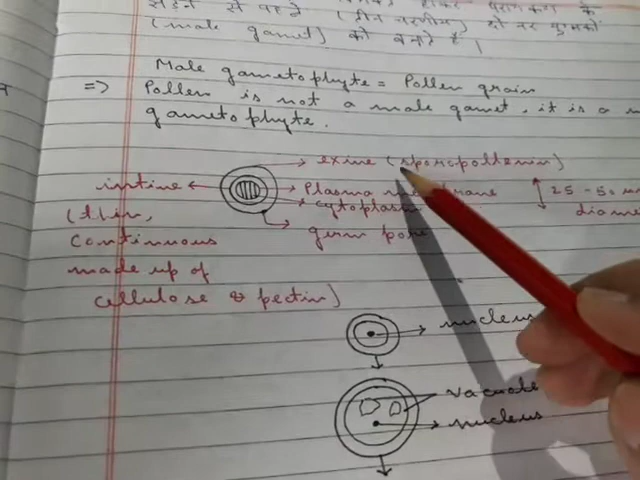 (male gamet) को बनाते है।
Male gametophyte = Pollen grain
=> Pollen is not a male gamet, it is a
gametophyte.
exine (sporopollenin)
intine
Plasma
25 - 50
cytoplasm
(thin,
germ pore
continuous
made up of
cellulose & pectin)
nucleus
vacuole
nucleus